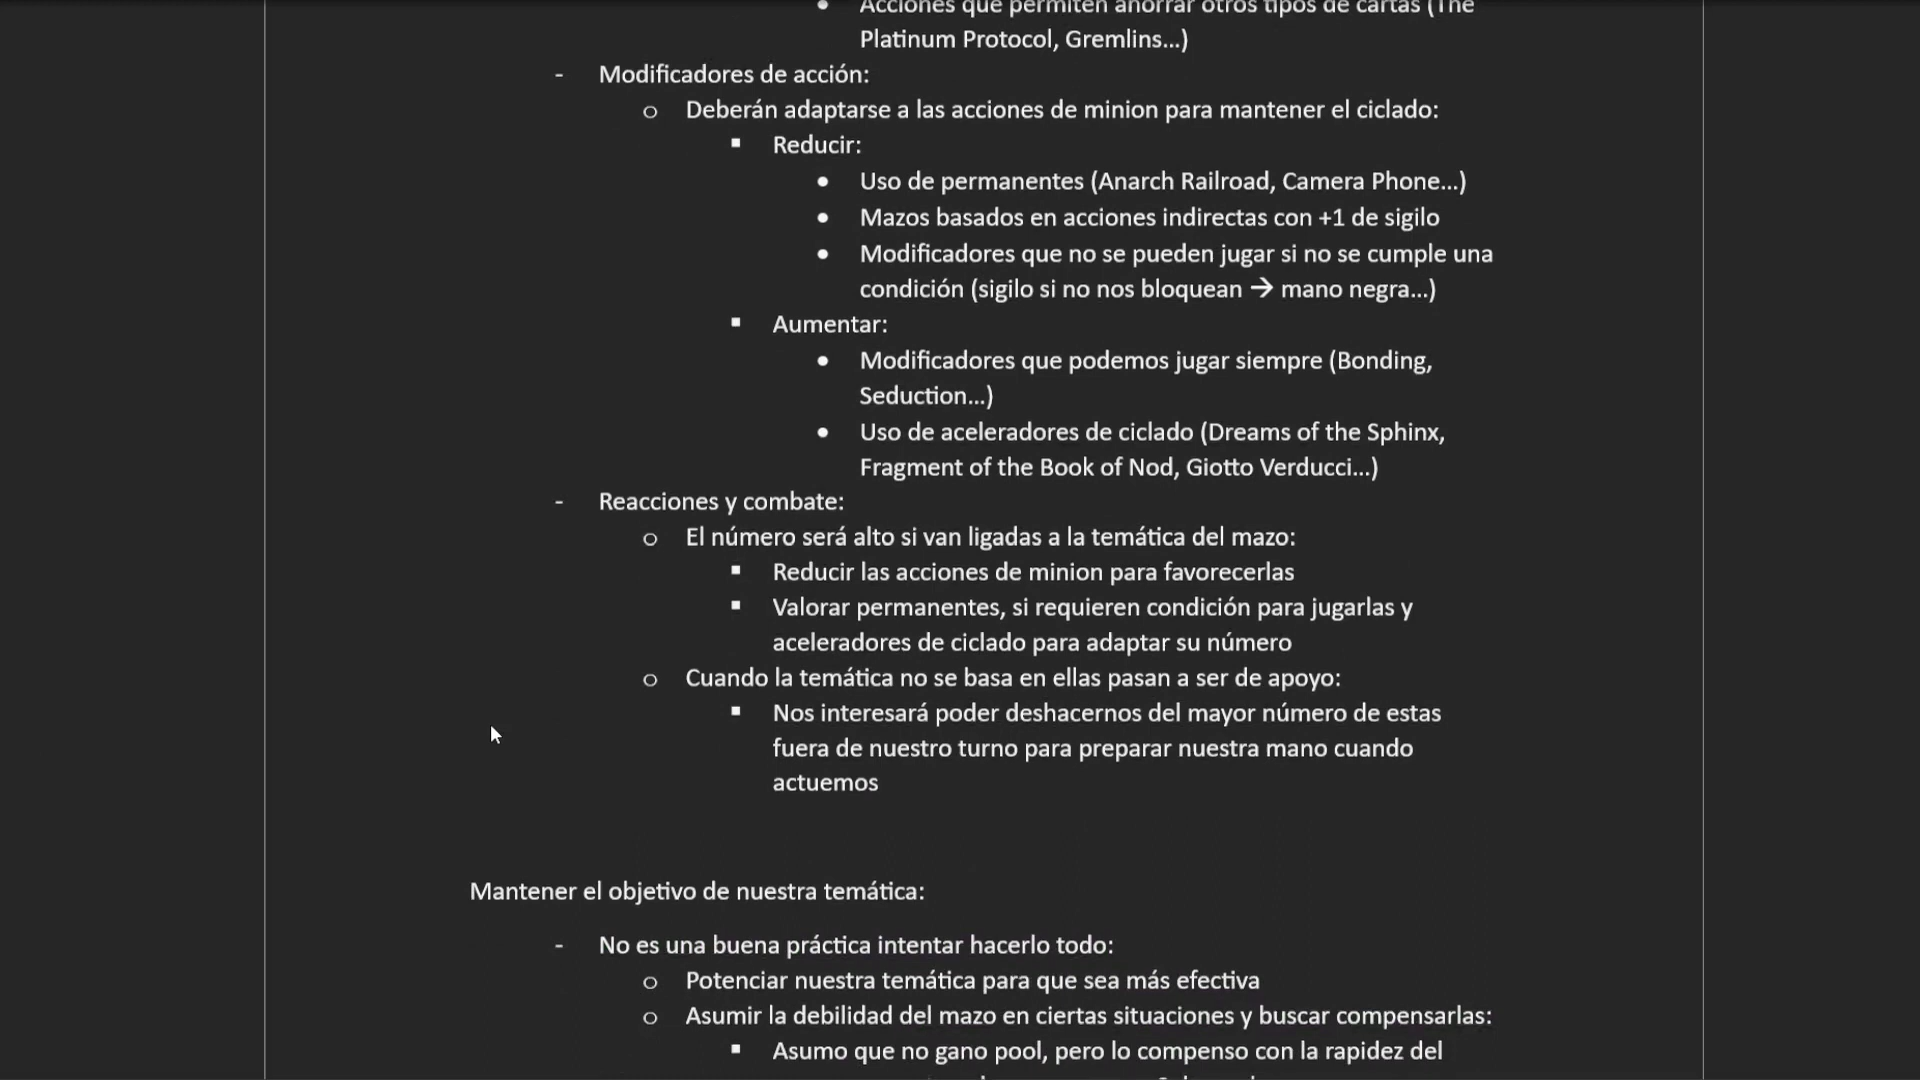 • Acciones que permiten ahorrar otros tipos de cartas (The
Platinum Protocol, Gremlins...)
- Modificadores de acción:
o Deberán adaptarse a las acciones de minion para mantener el ciclado:
▪ Reducir:
• Uso de permanentes (Anarch Railroad, Camera Phone...)
• Mazos basados en acciones indirectas con +1 de sigilo
• Modificadores que no se pueden jugar si no se cumple una
condición (sigilo si no nos bloquean → mano negra...)
▪ Aumentar:
• Modificadores que podemos jugar siempre (Bonding,
Seduction...)
• Uso de aceleradores de ciclado (Dreams of the Sphinx,
Fragment of the Book of Nod, Giotto Verducci...)
- Reacciones y combate:
o El número será alto si van ligadas a la temática del mazo:
▪ Reducir las acciones de minion para favorecerlas
▪ Valorar permanentes, si requieren condición para jugarlas y
aceleradores de ciclado para adaptar su número
o Cuando la temática no se basa en ellas pasan a ser de apoyo:
▪ Nos interesará poder deshacernos del mayor número de estas
fuera de nuestro turno para preparar nuestra mano cuando
actuemos
Mantener el objetivo de nuestra temática:
- No es una buena práctica intentar hacerlo todo:
o Potenciar nuestra temática para que sea más efectiva
o Asumir la debilidad del mazo en ciertas situaciones y buscar compensarlas:
▪ Asumo que no gano pool, pero lo compenso con la rapidez del